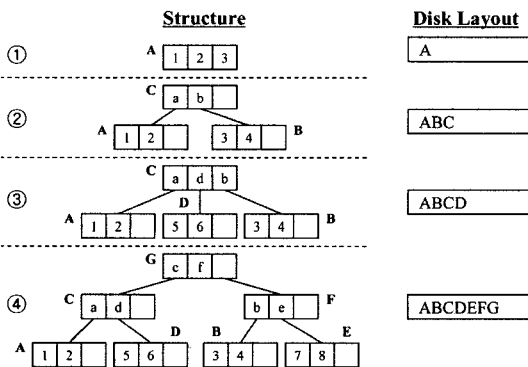 Structure Disk Layout
① A 1 2 3 A
C a b
② A 1 2 3 4 B ABC
C a d b
③ D ABCD
A 1 2 5 6 3 4 B
G c f
④ C a d b e F ABCDEFG
D B E
A 1 2 5 6 3 4 7 8